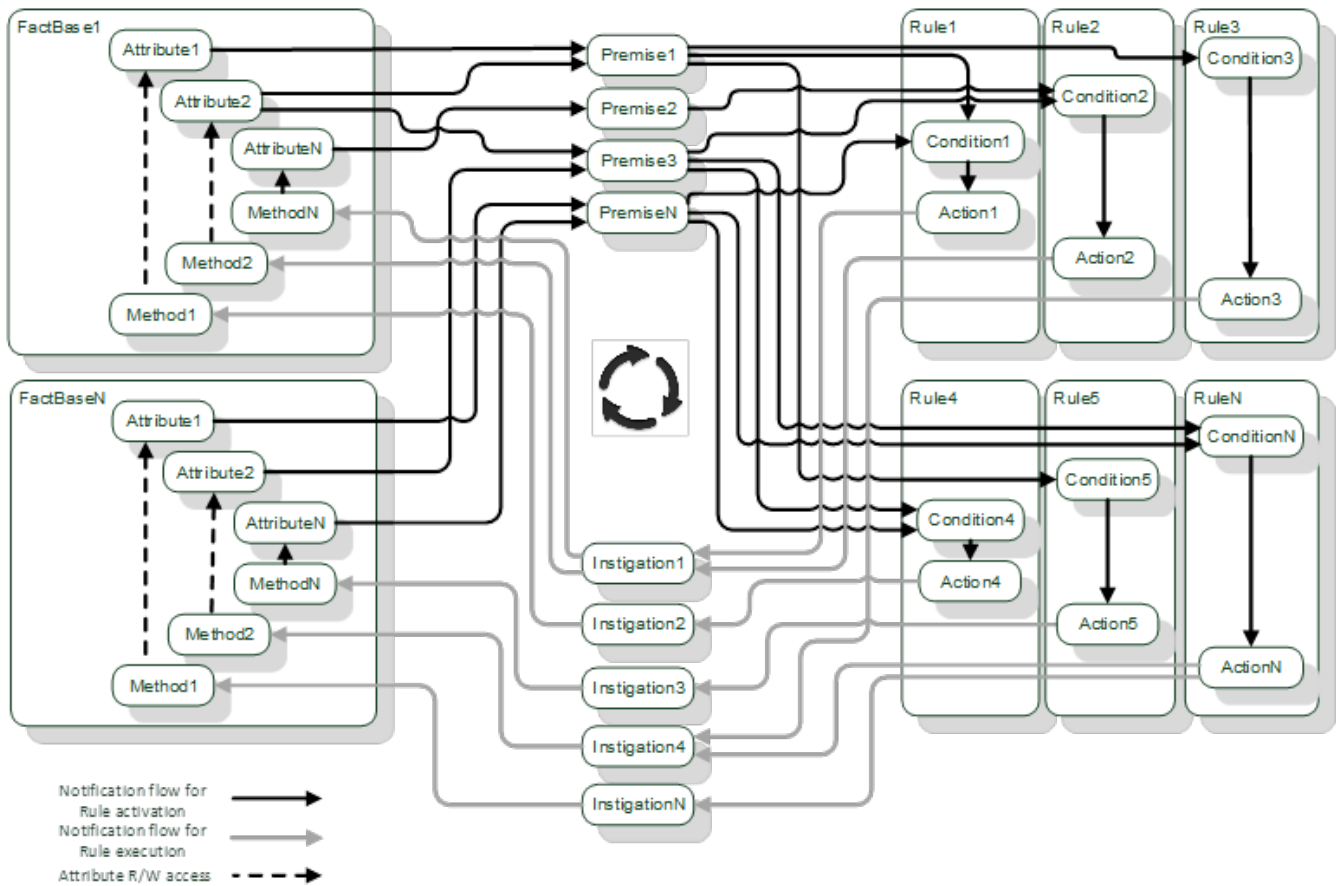 FactBase1
Attribute1
Attribute2
AttributeN
MethodN
Method2
Method1
FactBaseN
Attribute1
Attribute2
AttributeN
MethodN
Method2
Method1
Premise1
Premise2
Premise3
PremiseN
Instigation1
Instigation2
Instigation3
Instigation4
InstigationN
Rule1
Condition1
Action1
Rule2
Condition2
Action2
Rule3
Condition3
Action3
Rule4
Condition4
Action4
Rule5
Condition5
Action5
RuleN
ConditionN
ActionN
Notification flow for
Rule activation
Notification flow for
Rule execution
Attribute R/W access